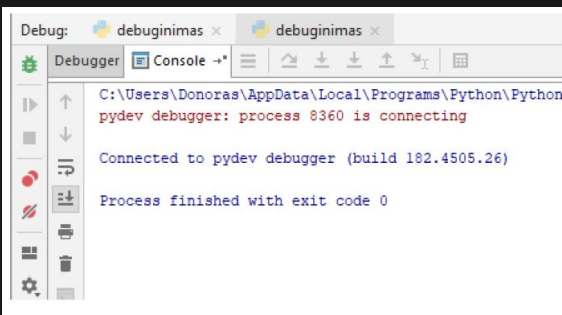 Debug: debuginimas × debuginimas ×
Debugger Console
C:\Users\Donoras\AppData\Local\Programs\Python\Python
pydev debugger: process 8360 is connecting
Connected to pydev debugger (build 182.4505.26)
Process finished with exit code 0